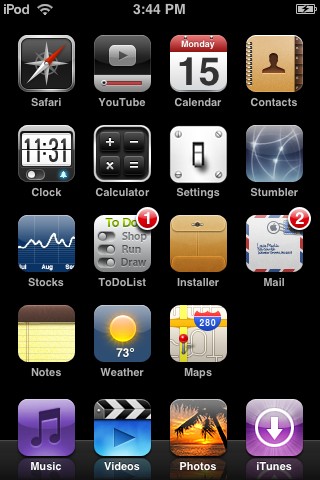 iPod 3:44 PM
Monday
15
Safari YouTube Calendar Contacts
11:31
Clock Calculator Settings Stumbler
Jul Aug Se
To Do
Shop
Run
Draw
1
2
Stocks ToDoList Installer Mail
73°
280
Notes Weather Maps
Music Videos Photos iTunes